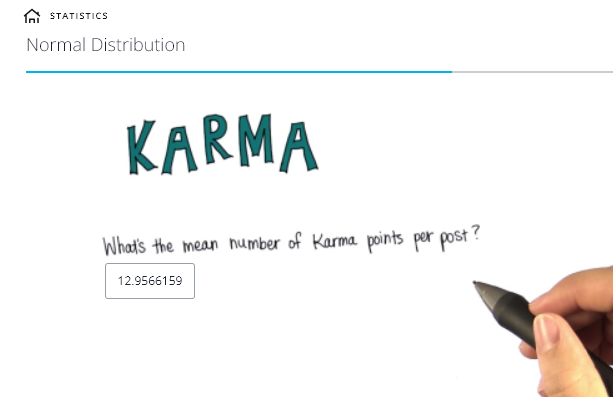 STATISTICS
Normal Distribution
KARMA
What's the mean number of Karma points per post?
12.9566159